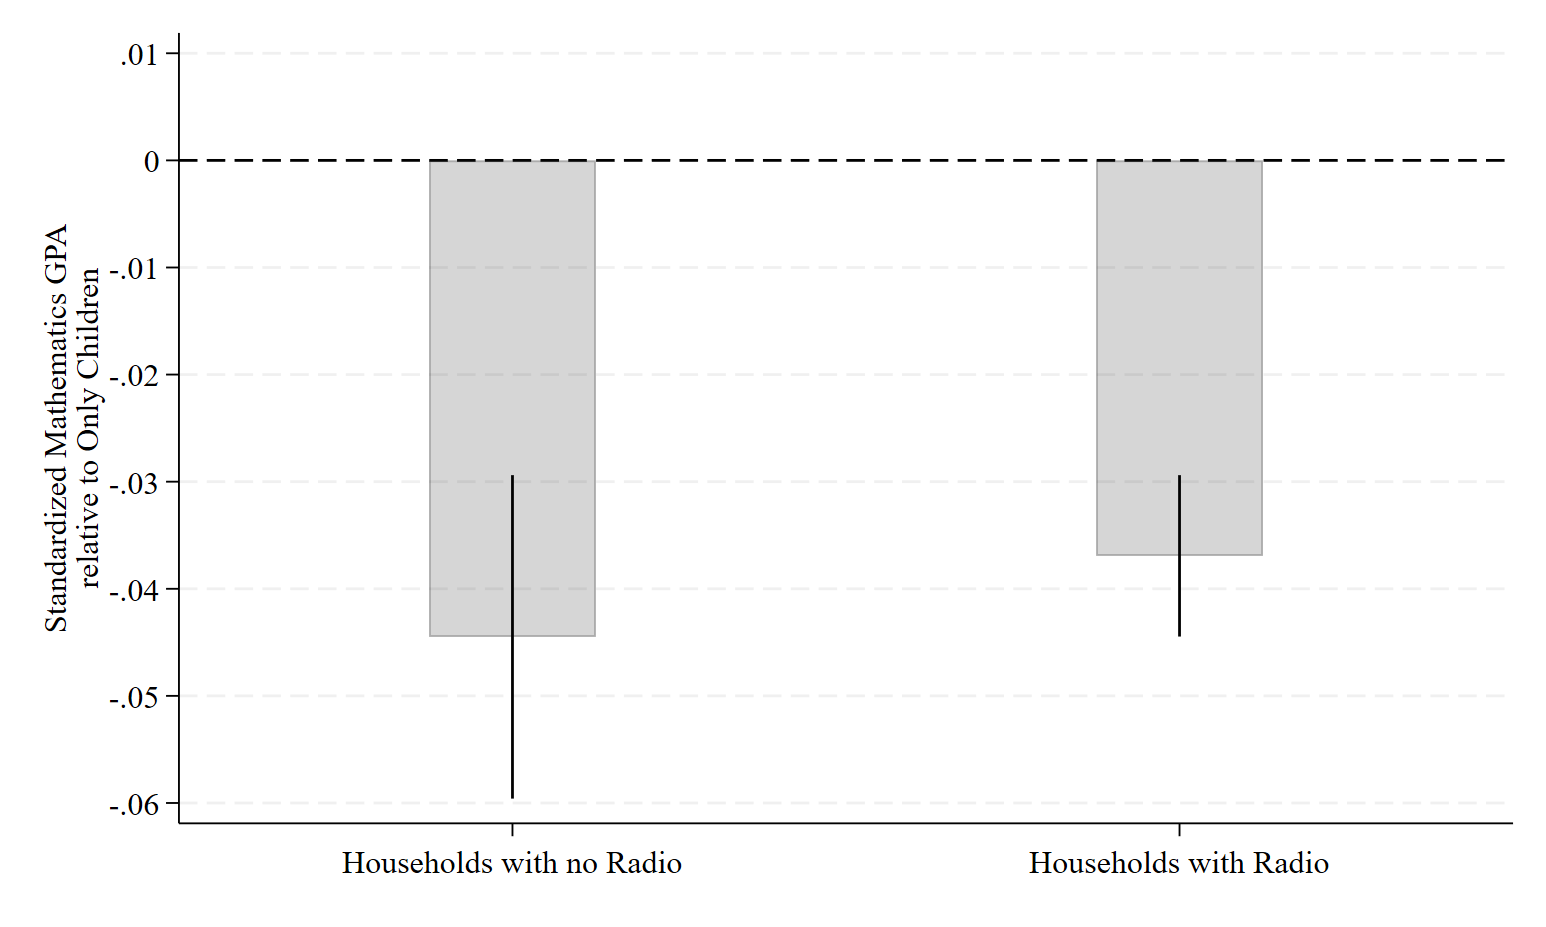 Standardized Mathematics GPA
relative to Only Children
.01
0
-.01
-.02
-.03
-.04
-.05
-.06
Households with no Radio
Households with Radio